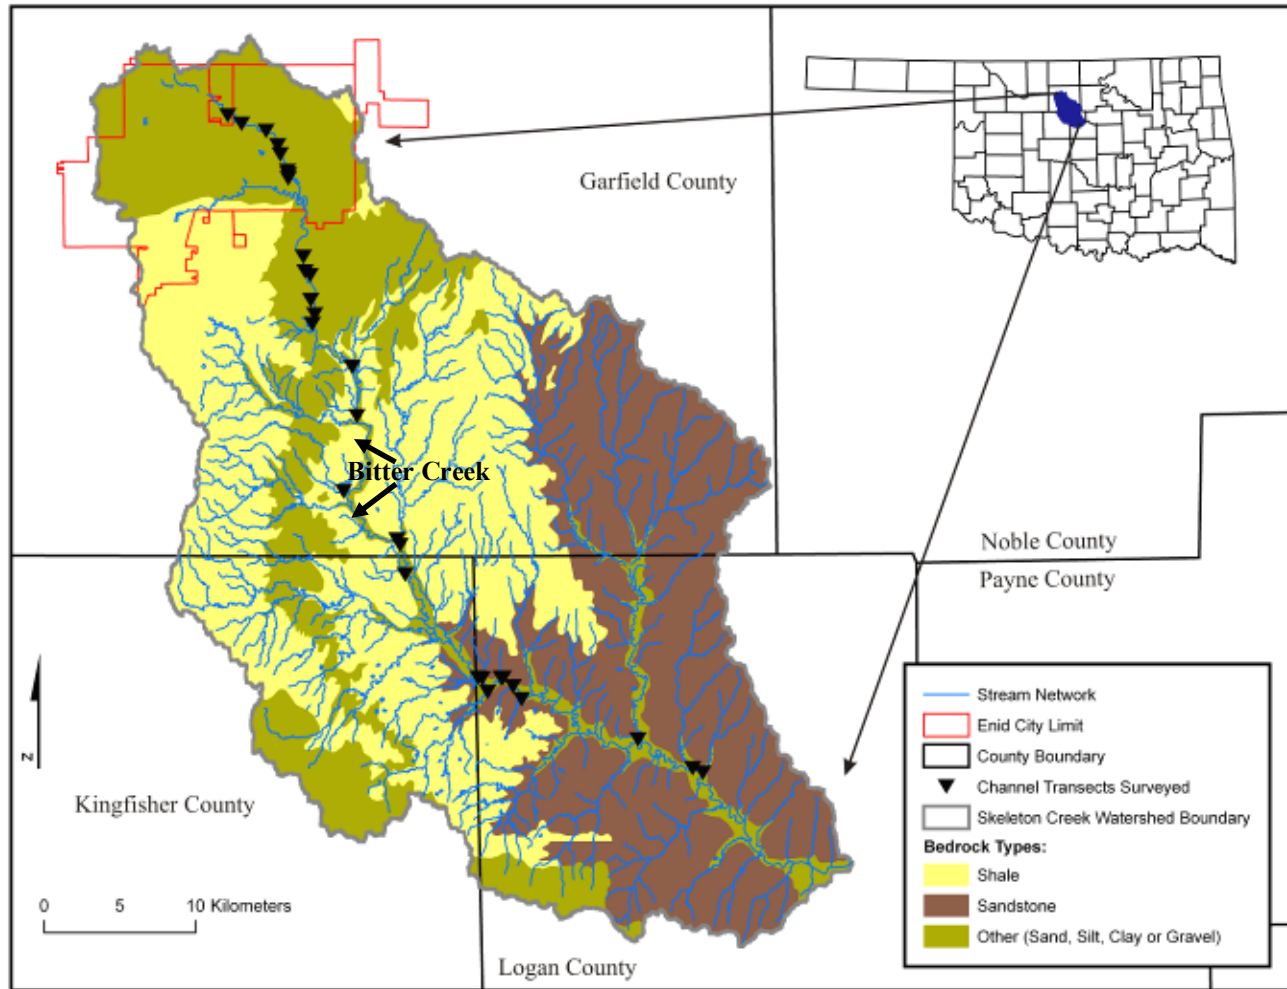 Garfield County
Bitter Creek
Noble County
Payne County
Kingfisher County
Logan County
N
0 5 10 Kilometers
Stream Network
Enid City Limit
County Boundary
Channel Transects Surveyed
Skeleton Creek Watershed Boundary
Bedrock Types:
Shale
Sandstone
Other (Sand, Silt, Clay or Gravel)